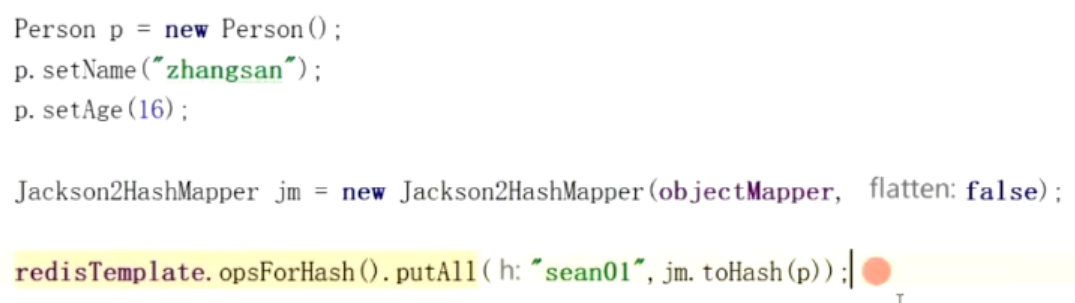 Person p = new Person();
p.setName("zhangsan");
p.setAge(16);
Jackson2HashMapper jm = new Jackson2HashMapper(objectMapper, flatten: false);
redisTemplate.opsForHash().putAll( h: "sean01", jm.toHash(p));